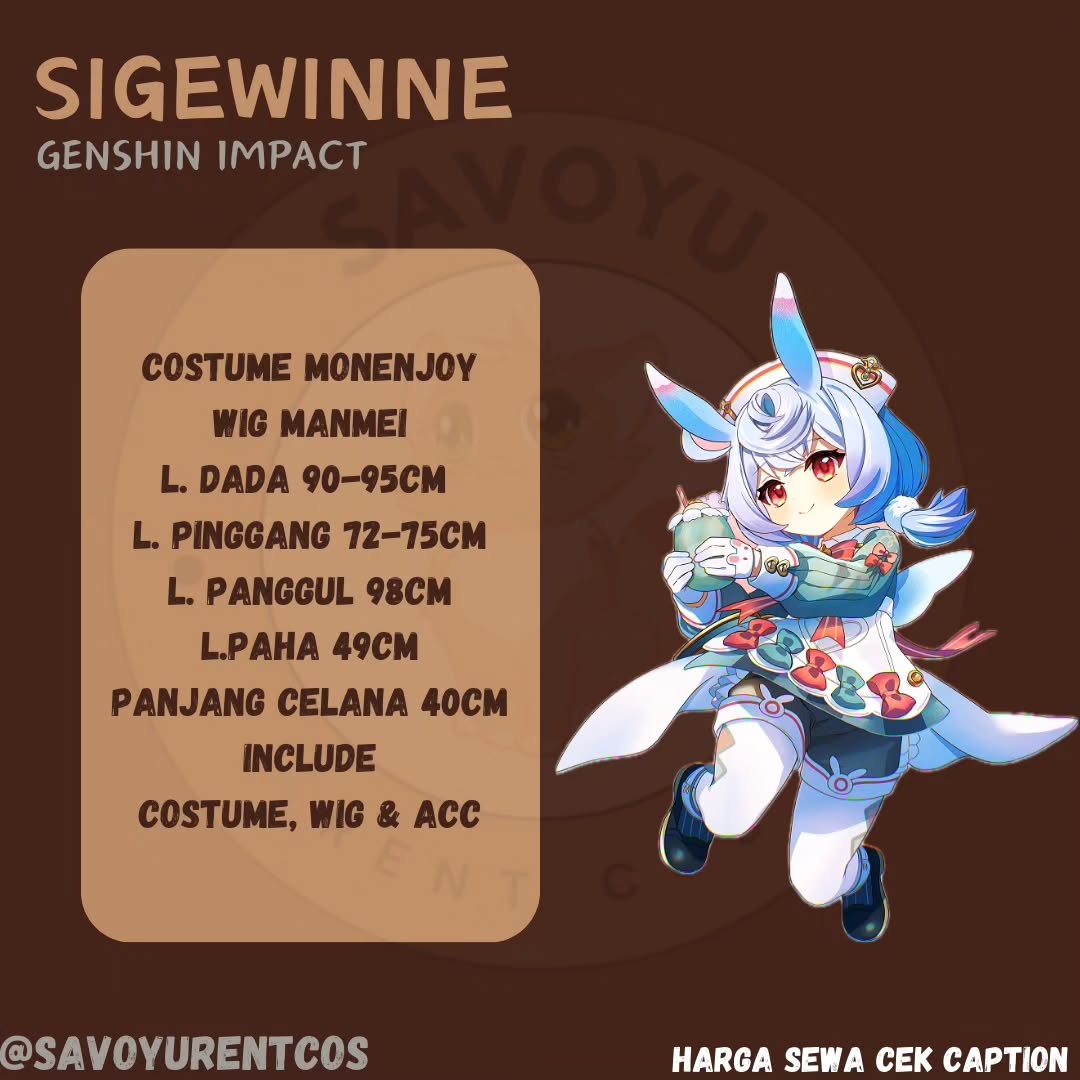 SIGEWINNE
GENSHIN IMPACT
SAVOYU
COSTUME MONENJOY
WIG MANMEI
L. DADA 90-95CM
L. PINGGANG 72-75CM
L. PANGGUL 98CM
L.PAHA 49CM
PANJANG CELANA 40CM
INCLUDE
COSTUME, WIG & ACC
@SAVOYURENTCOS
HARGA SEWA CEK CAPTION